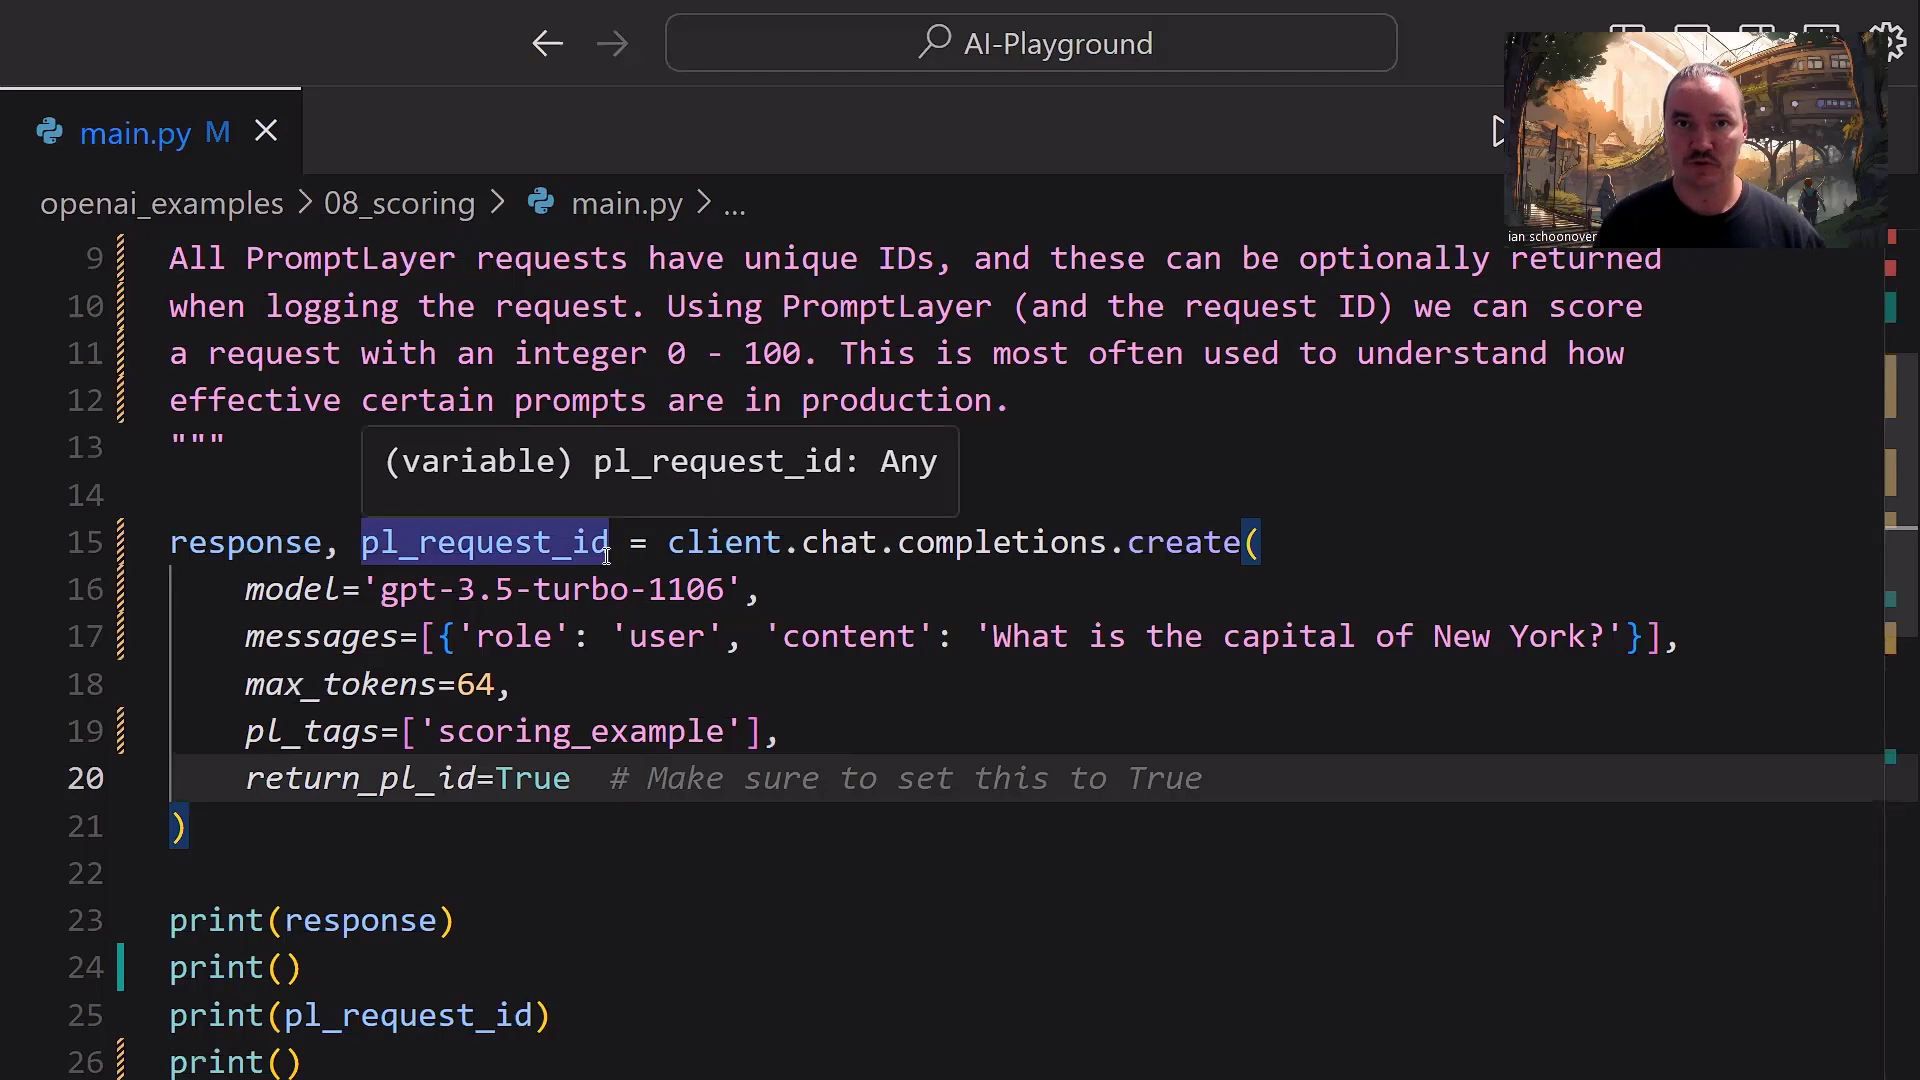 AI-Playground
main.py M
openai_examples > 08_scoring > main.py > ...
ian schoonover
9 All PromptLayer requests have unique IDs, and these can be optionally returned
10 when logging the request. Using PromptLayer (and the request ID) we can score
11 a request with an integer 0 - 100. This is most often used to understand how
12 effective certain prompts are in production.
13 """
(variable) pl_request_id: Any
14
15 response, pl_request_id = client.chat.completions.create(
16 model='gpt-3.5-turbo-1106',
17 messages=[{'role': 'user', 'content': 'What is the capital of New York?'}],
18 max_tokens=64,
19 pl_tags=['scoring_example'],
20 return_pl_id=True # Make sure to set this to True
21 )
22
23 print(response)
24 print()
25 print(pl_request_id)
26 print()